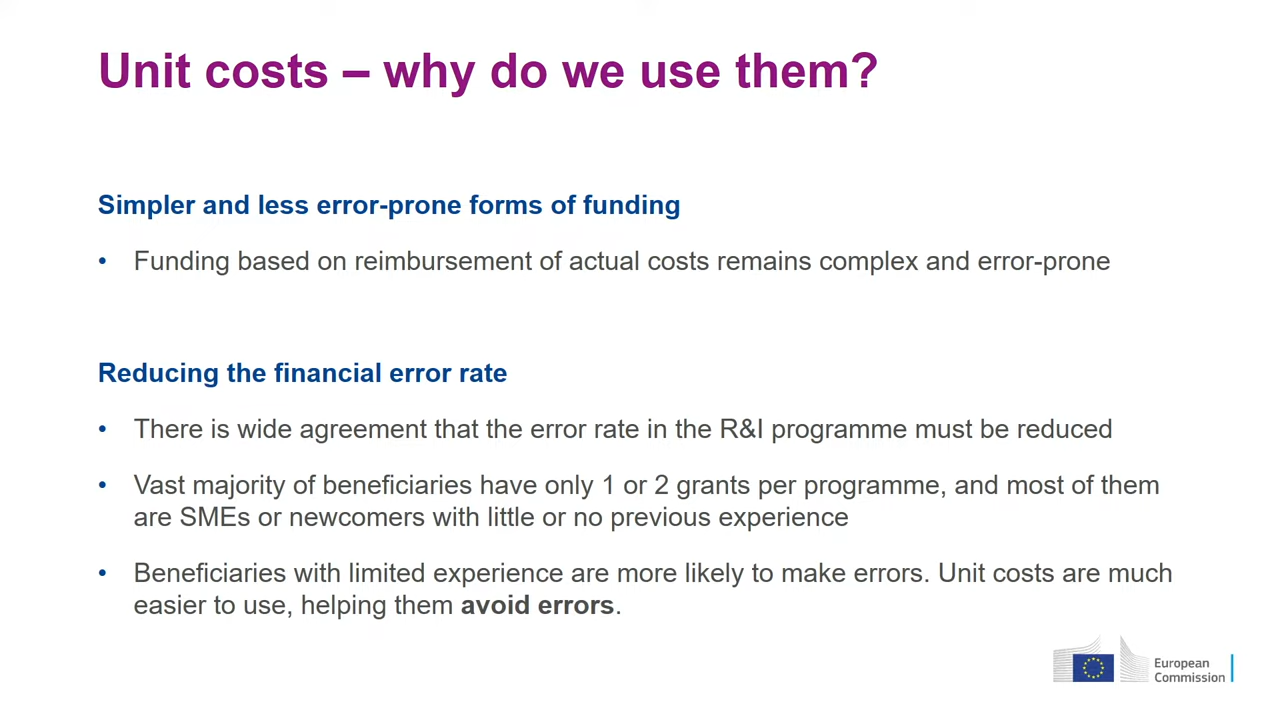 Unit costs – why do we use them?
Simpler and less error-prone forms of funding
• Funding based on reimbursement of actual costs remains complex and error-prone
Reducing the financial error rate
• There is wide agreement that the error rate in the R&I programme must be reduced
• Vast majority of beneficiaries have only 1 or 2 grants per programme, and most of them
are SMEs or newcomers with little or no previous experience
• Beneficiaries with limited experience are more likely to make errors. Unit costs are much
easier to use, helping them avoid errors.
European
Commission